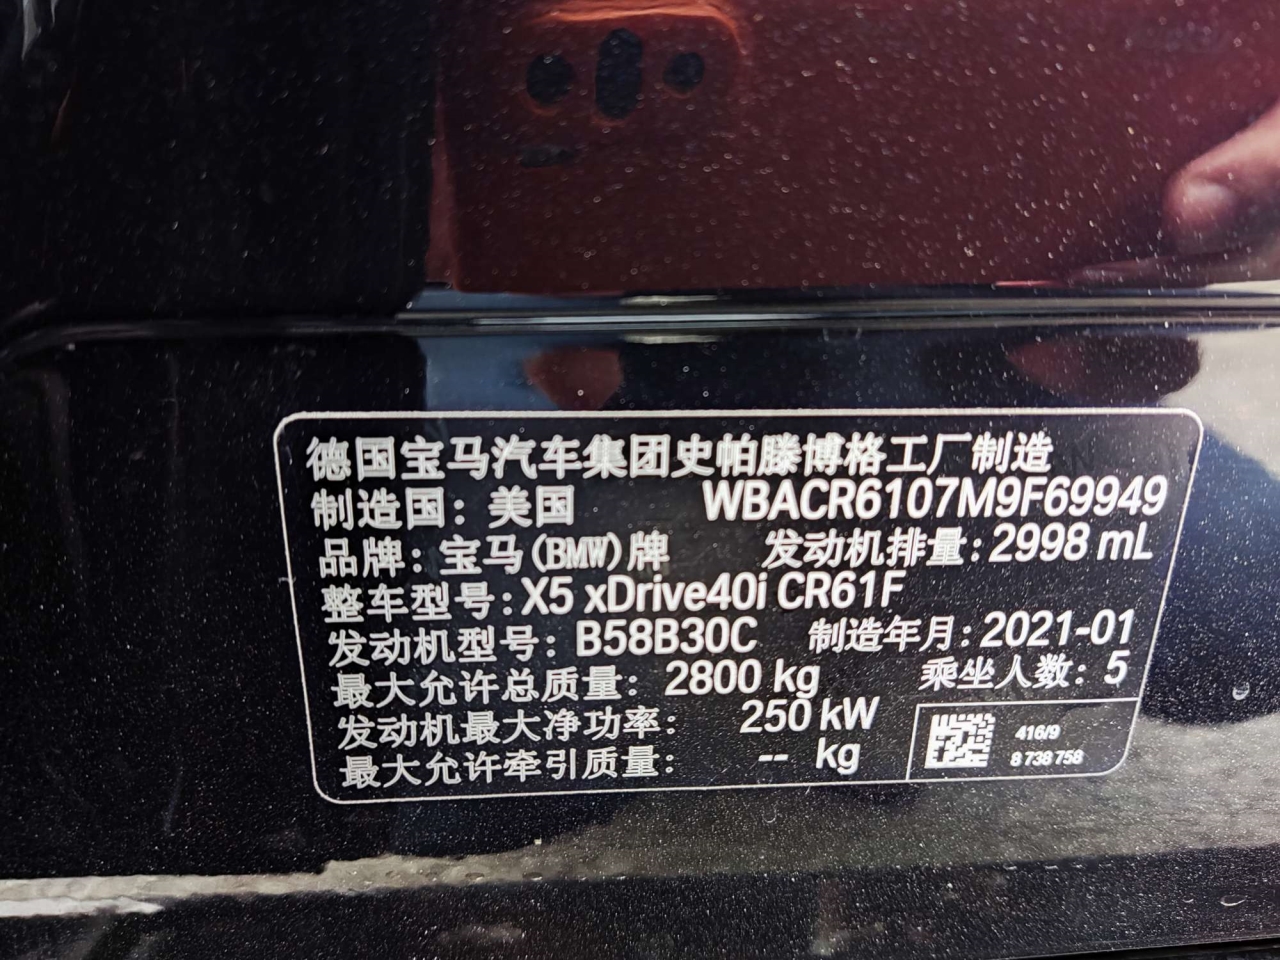 德国宝马汽车集团史帕滕博格工厂制造
制造国：美国 WBACR6107M9F69949
品牌：宝马(BMW)牌 发动机排量：2998 mL
整车型号：X5 xDrive40i CR61F
发动机型号：B58B30C 制造年月：2021-01
最大允许总质量：2800 kg 乘坐人数：5
发动机最大净功率：250 kW
最大允许牵引质量：-- kg
416/9
8 738 758